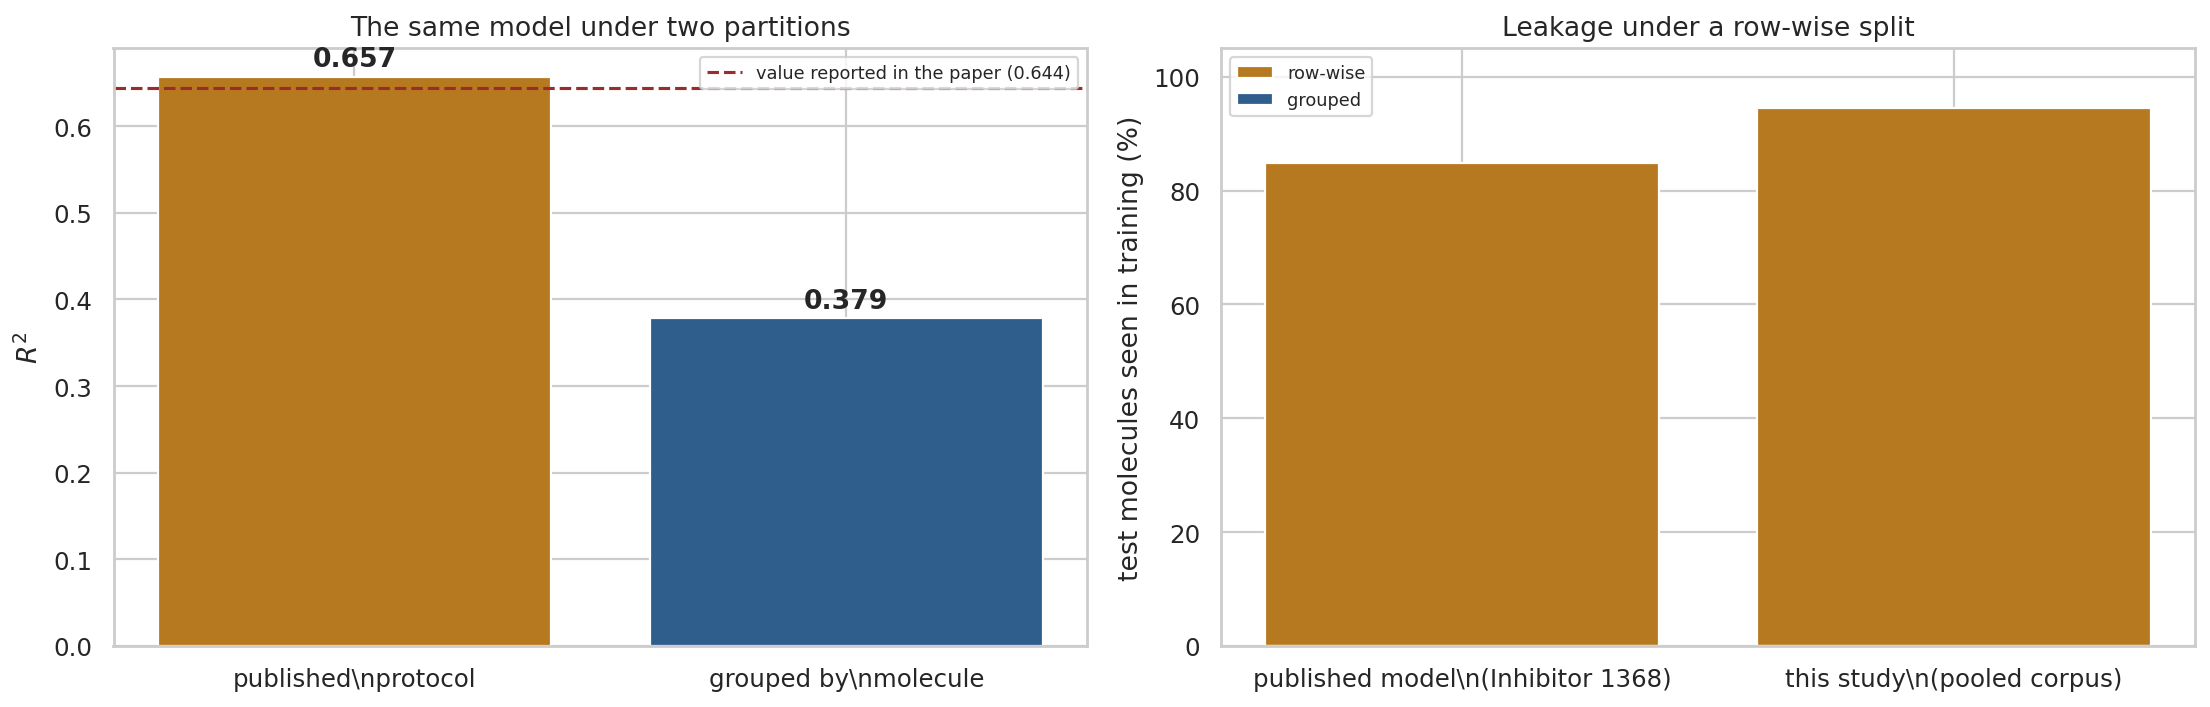 The same model under two partitions
0.657
value reported in the paper (0.644)
0.379
R²
0.6
0.5
0.4
0.3
0.2
0.1
0.0
published\nprotocol
grouped by\nmolecule
Leakage under a row-wise split
row-wise
grouped
test molecules seen in training (%)
100
80
60
40
20
0
published model\n(Inhibitor 1368)
this study\n(pooled corpus)